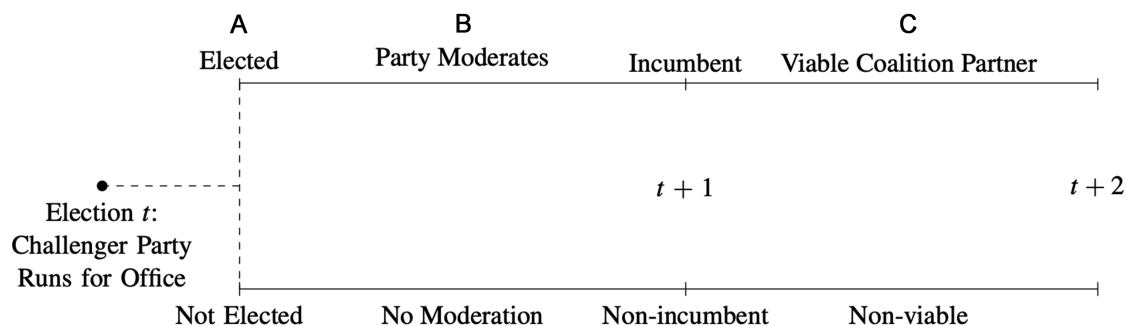 A B C
Elected Party Moderates Incumbent Viable Coalition Partner
t + 1 t + 2
Election t:
Challenger Party
Runs for Office
Not Elected No Moderation Non-incumbent Non-viable